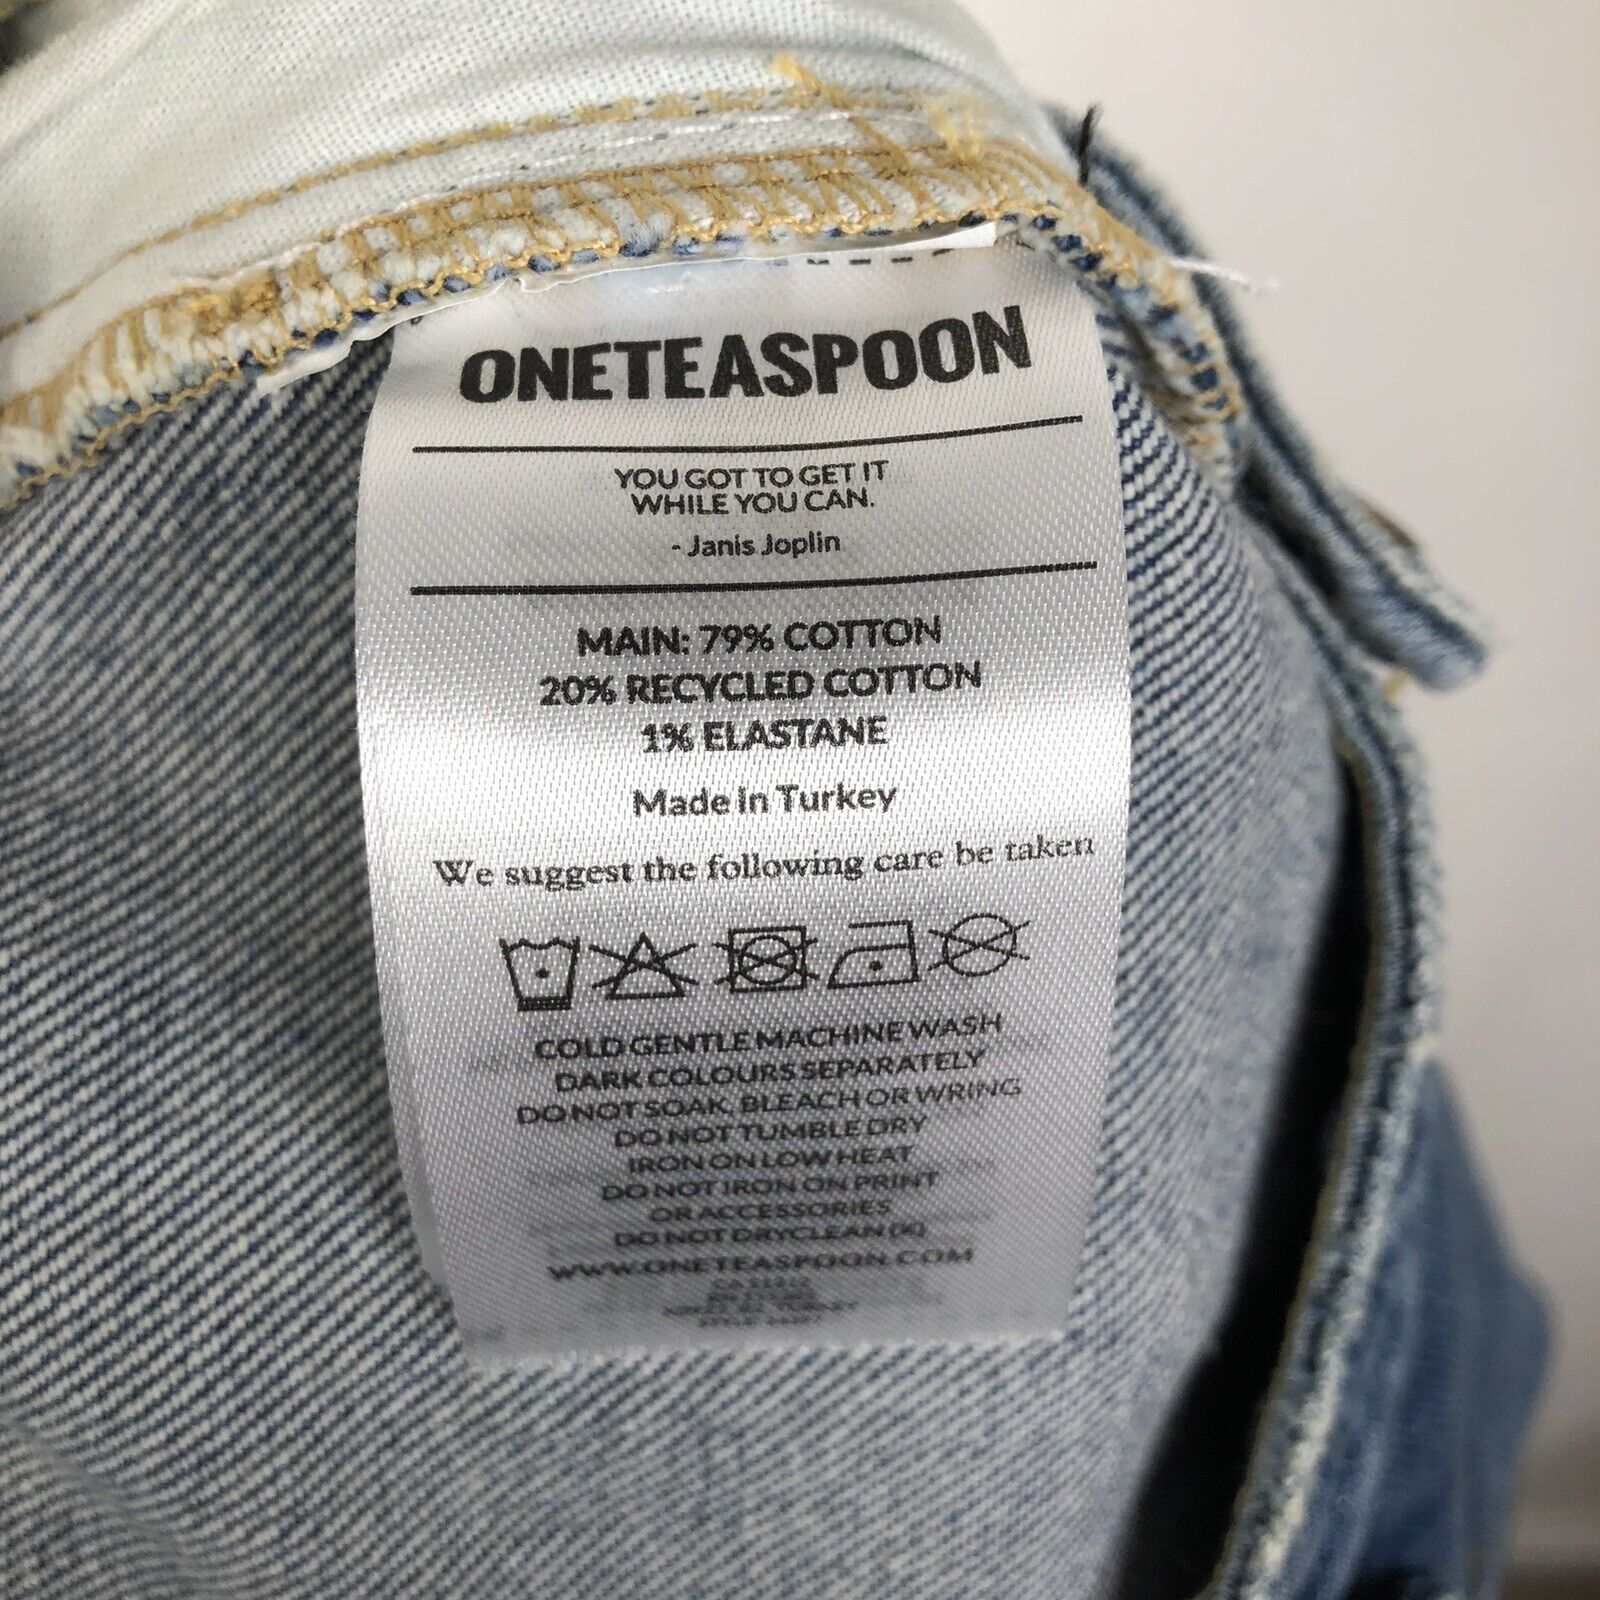 ONETEASPOON
YOU GOT TO GET IT
WHILE YOU CAN.
- Janis Joplin
MAIN: 79% COTTON
20% RECYCLED COTTON
1% ELASTANE
Made In Turkey
We suggest the following care be taken
COLD GENTLE MACHINE WASH
DARK COLOURS SEPARATELY
DO NOT SOAK, BLEACH OR WRING
DO NOT TUMBLE DRY
IRON ON LOW HEAT
DO NOT IRON ON PRINT
OR ACCESSORIES
DO NOT DRYCLEAN (X)
WWW.ONETEASPOON.COM
TURKEY
STYLE: